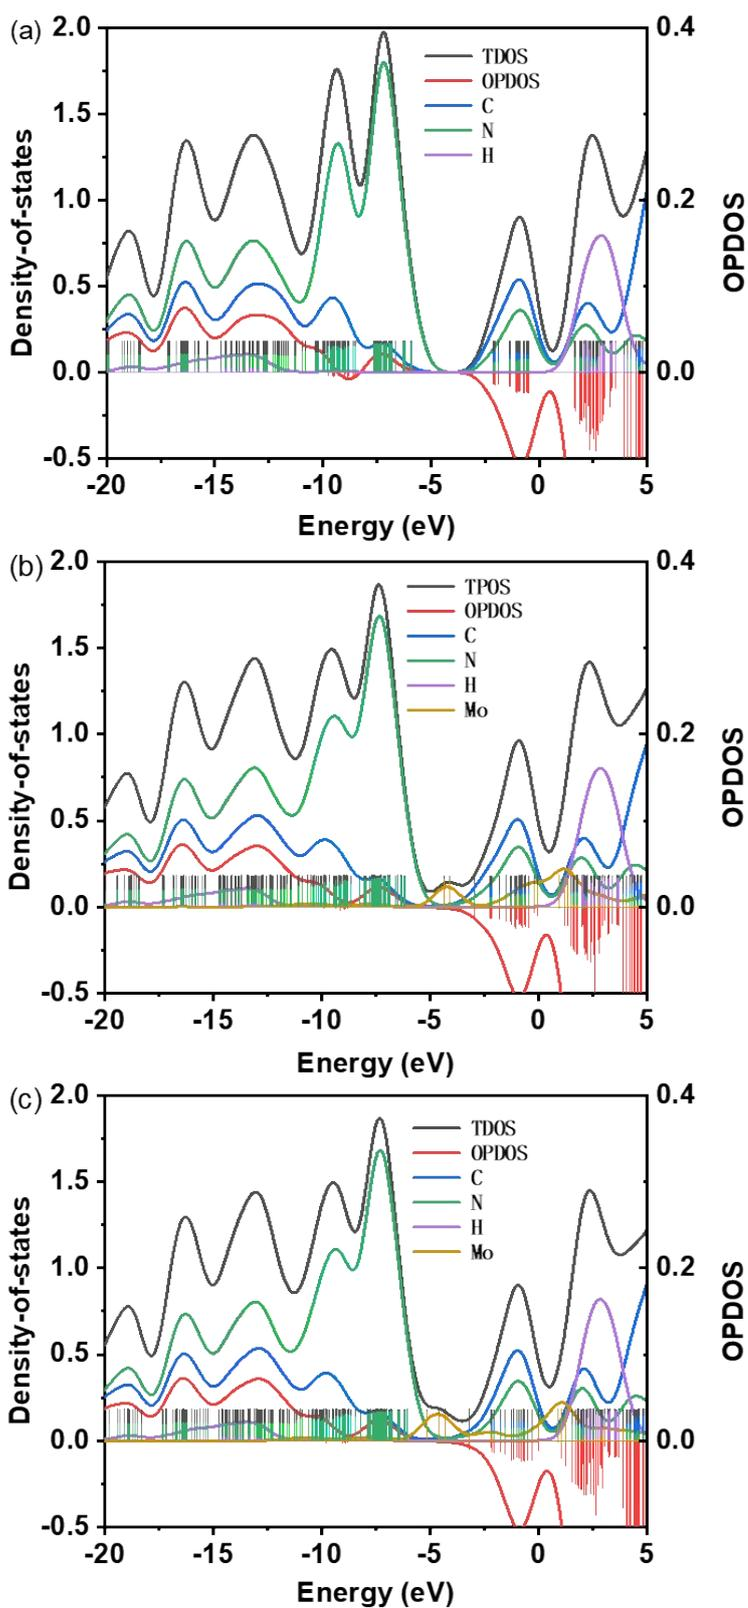 (a)
2.0
1.5
1.0
0.5
0.0
-0.5
Density-of-states
TDOS
OPDOS
C
N
H
0.4
0.2
0.0
OPDOS
-20 -15 -10 -5 0 5
Energy (eV)
(b)
2.0
1.5
1.0
0.5
0.0
-0.5
Density-of-states
TPOS
OPDOS
C
N
H
Mo
0.4
0.2
0.0
OPDOS
-20 -15 -10 -5 0 5
Energy (eV)
(c)
2.0
1.5
1.0
0.5
0.0
-0.5
Density-of-states
TDOS
OPDOS
C
N
H
Mo
0.4
0.2
0.0
OPDOS
-20 -15 -10 -5 0 5
Energy (eV)